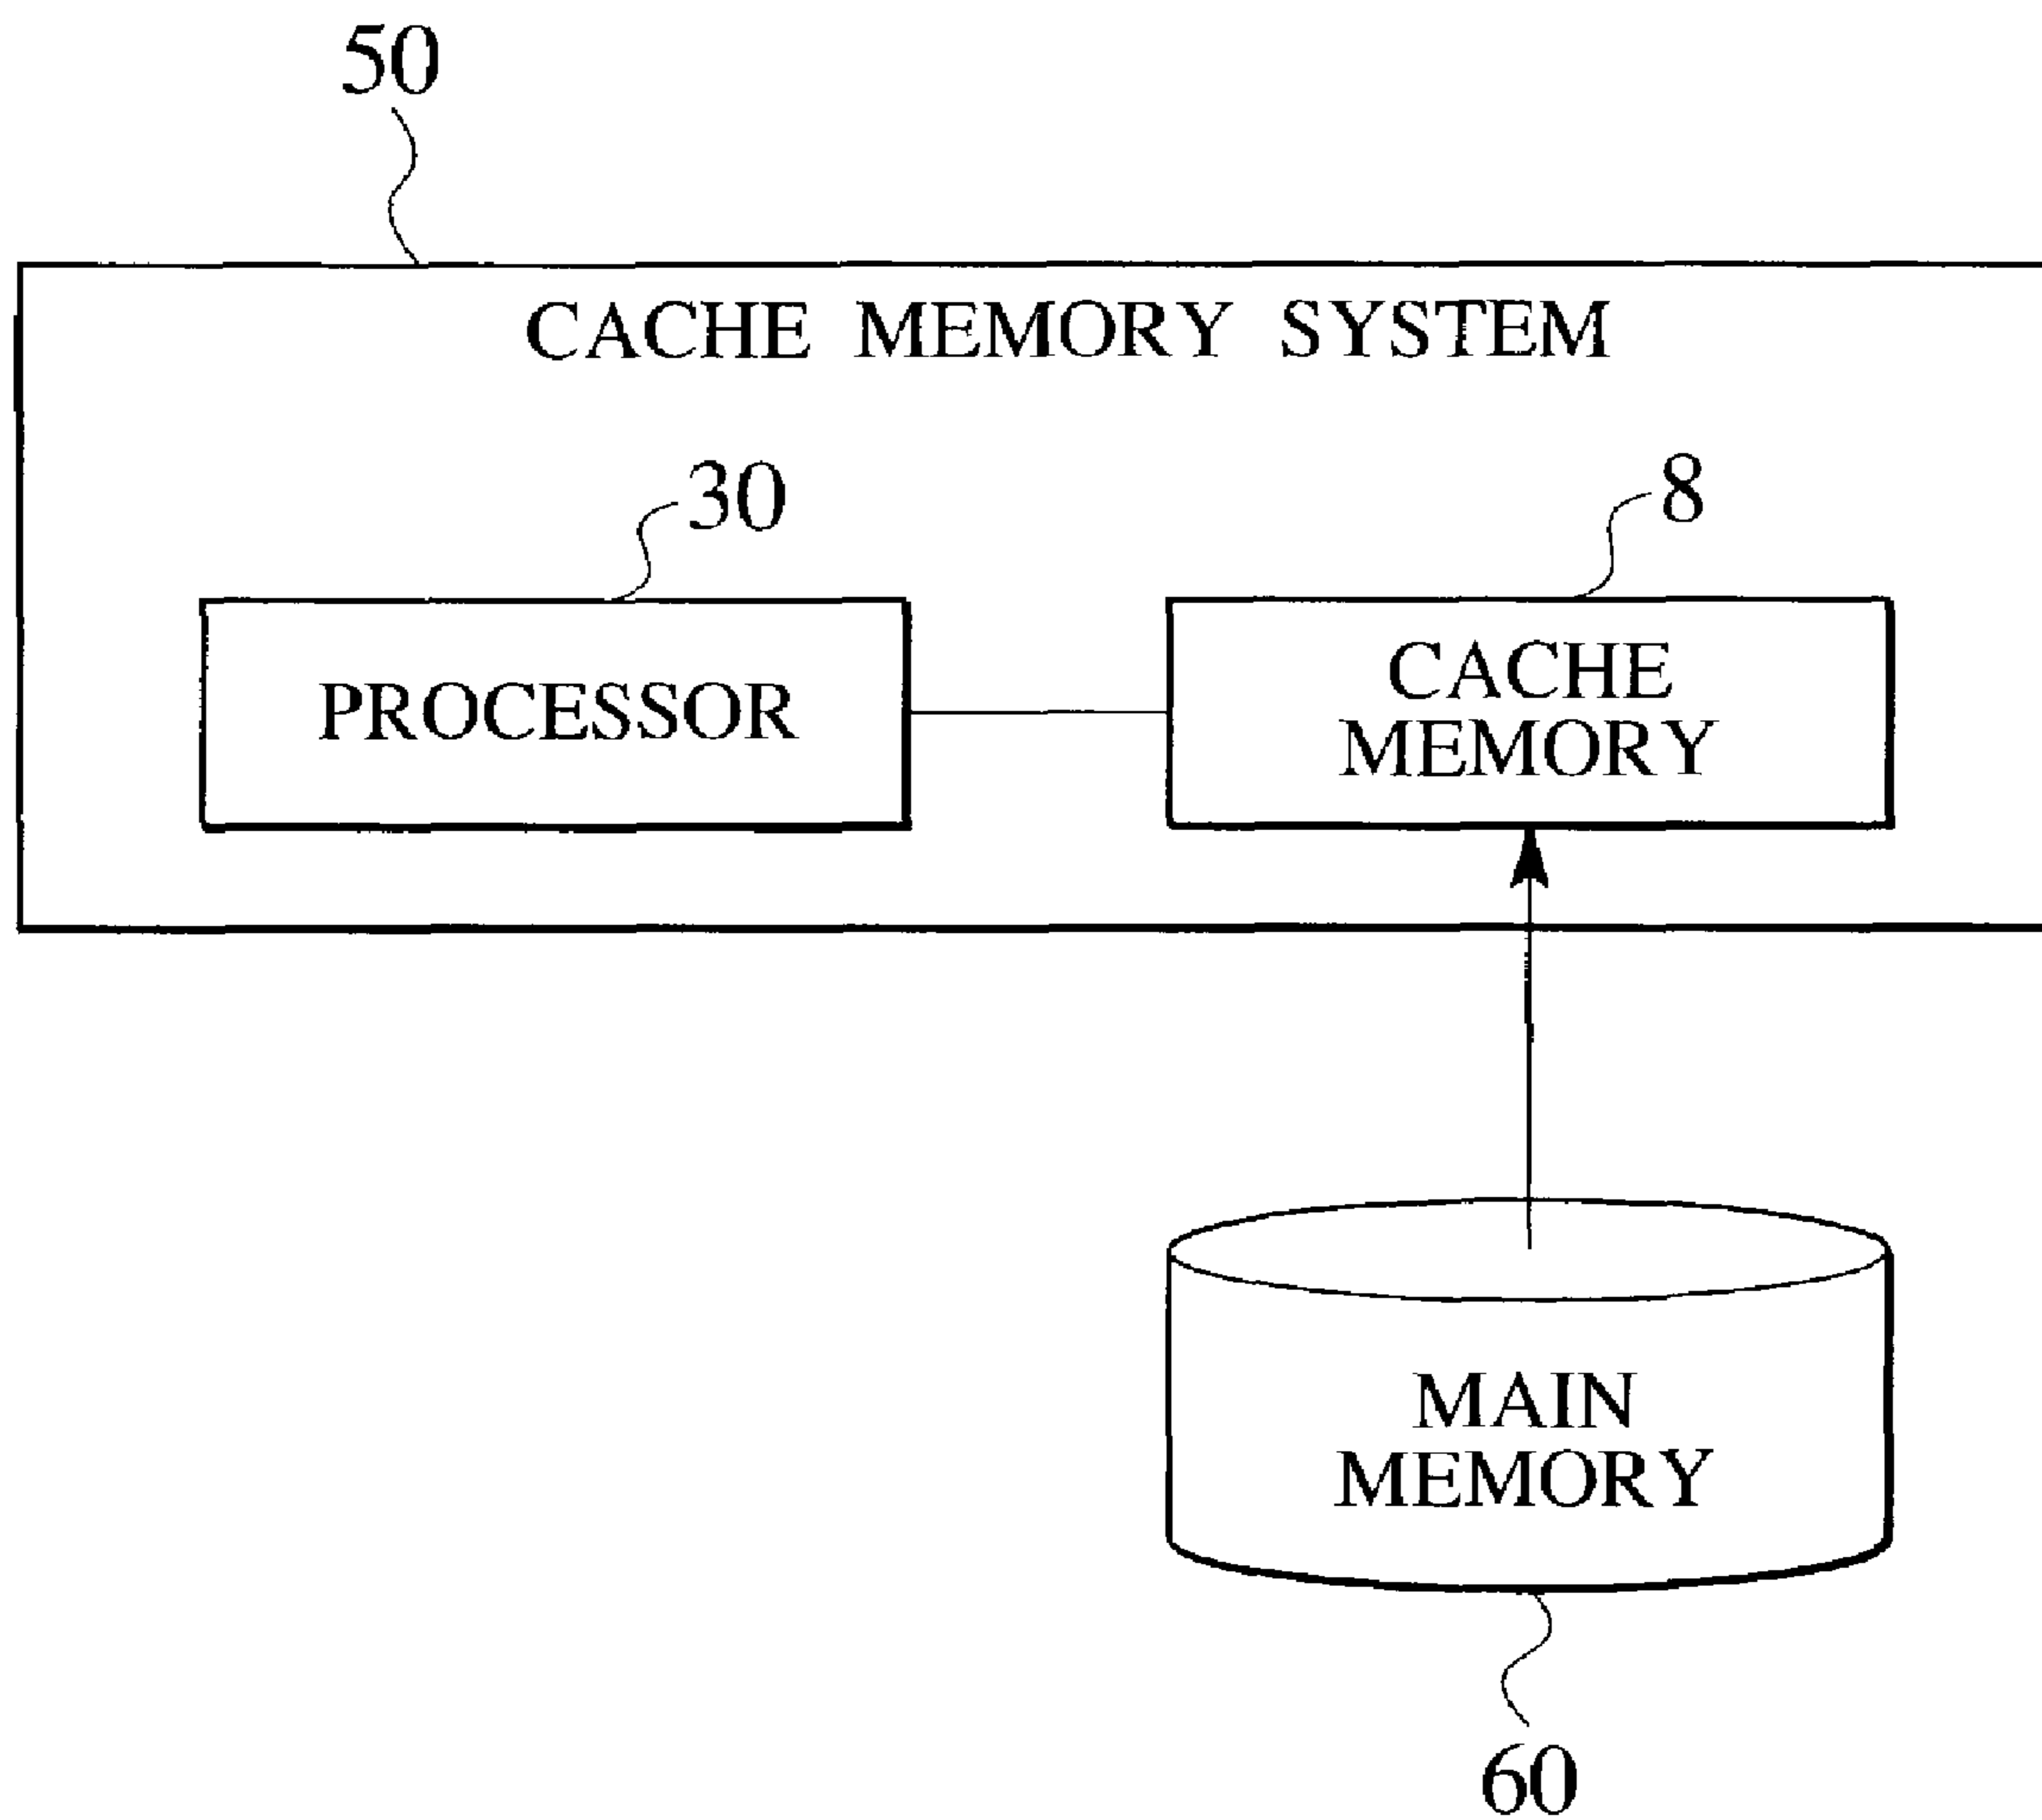 50
CACHE MEMORY SYSTEM
30
8
PROCESSOR
CACHE
MEMORY
MAIN
MEMORY
60